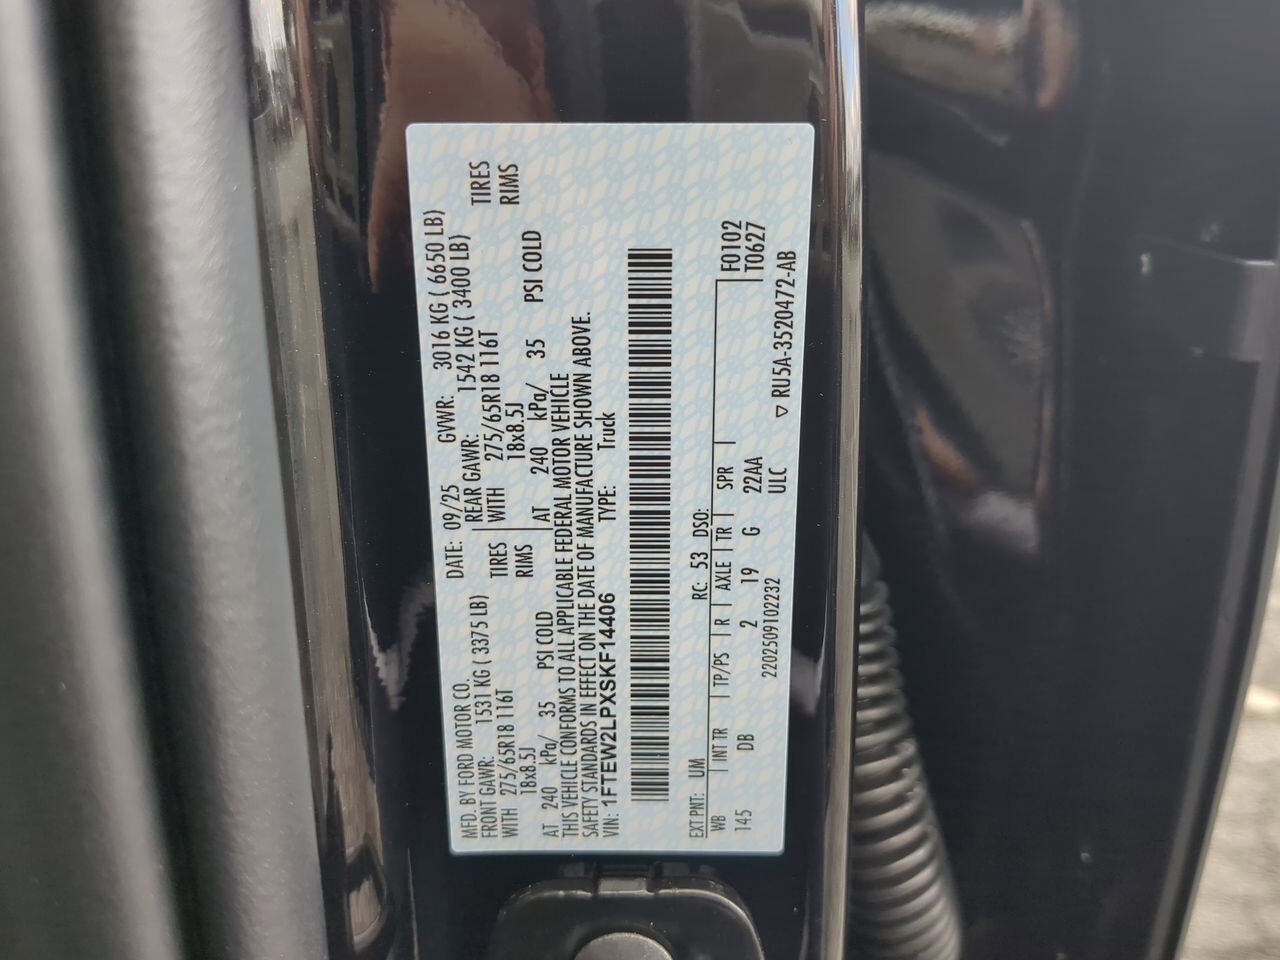 MFD. BY FORD MOTOR CO. DATE: 09/25 GVWR: 3016 KG ( 6650 LB)
FRONT GAWR: 1531 KG ( 3375 LB) REAR GAWR: 1542 KG ( 3400 LB)
WITH 275/65R18 116T TIRES WITH 275/65R18 116T TIRES
18x8.5J RIMS 18x8.5J RIMS
AT 240 kPa/ 35 PSI COLD AT 240 kPa/ 35 PSI COLD
THIS VEHICLE CONFORMS TO ALL APPLICABLE FEDERAL MOTOR VEHICLE
SAFETY STANDARDS IN EFFECT ON THE DATE OF MANUFACTURE SHOWN ABOVE.
VIN: 1FTEW2LPXSKF14406 TYPE: Truck
EXT PNT: UM RC: 53 DSO:
WB INT TR TP/PS R AXLE TR SPR F0102
145 DB 2 19 G 22AA T0627
2202509102232 ULC ▽ RU5A-3520472-AB